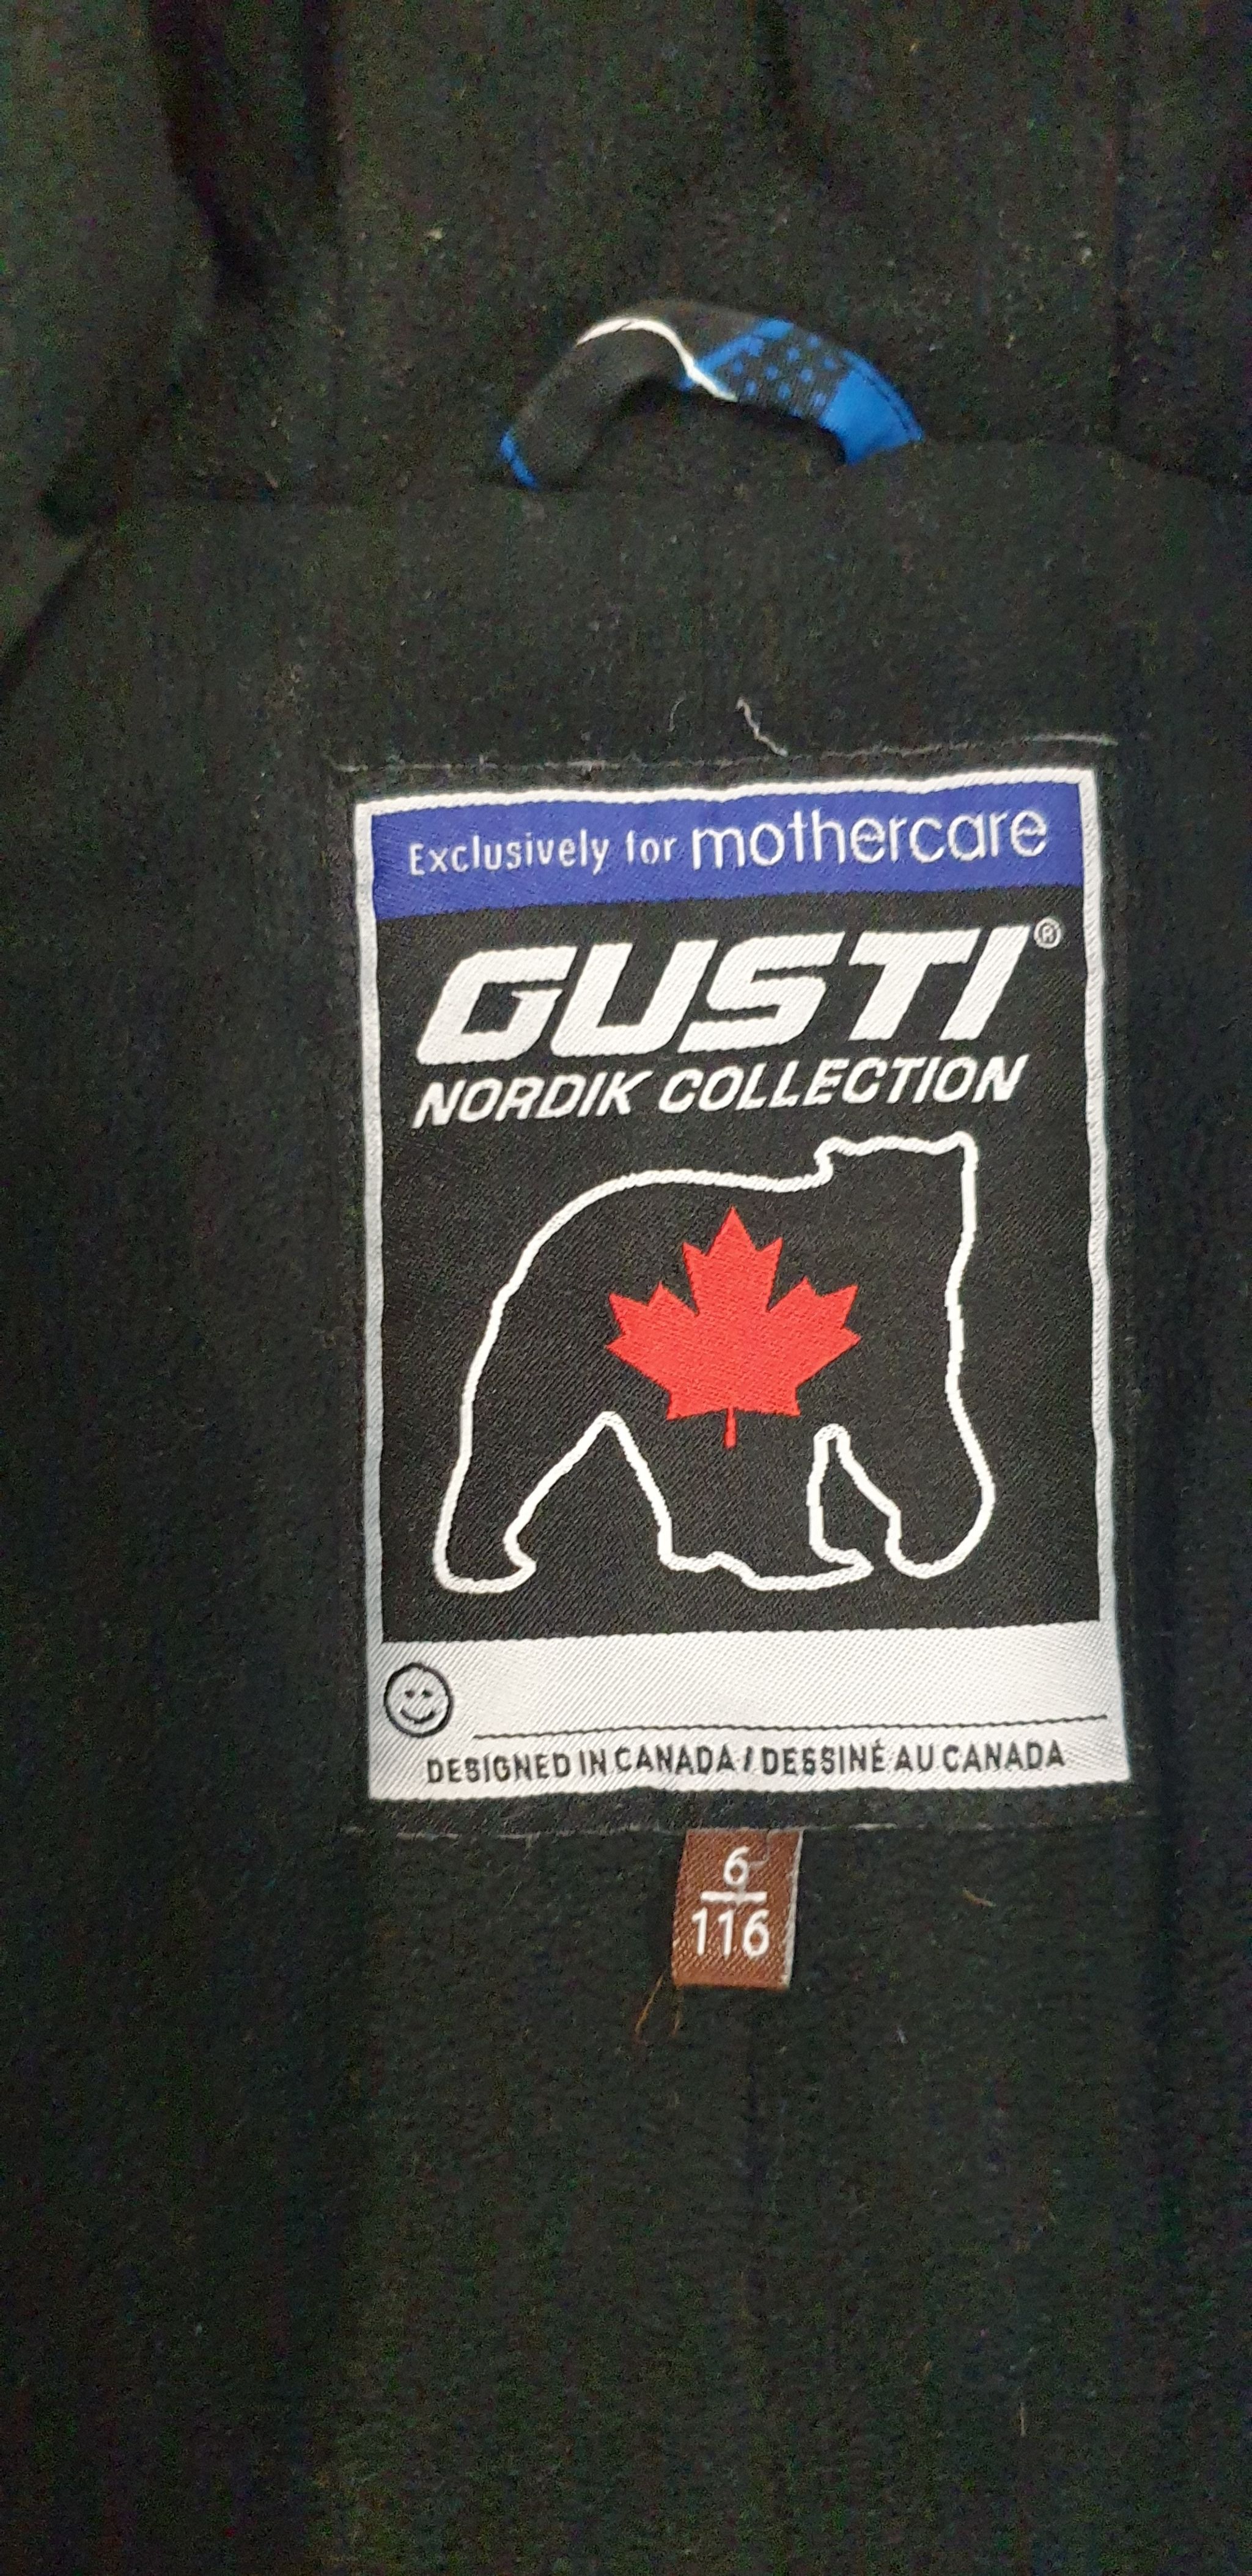 Exclusively for mothercare
GUSTI®
NORDIK COLLECTION
DESIGNED IN CANADA / DESSINÉ AU CANADA
6
116